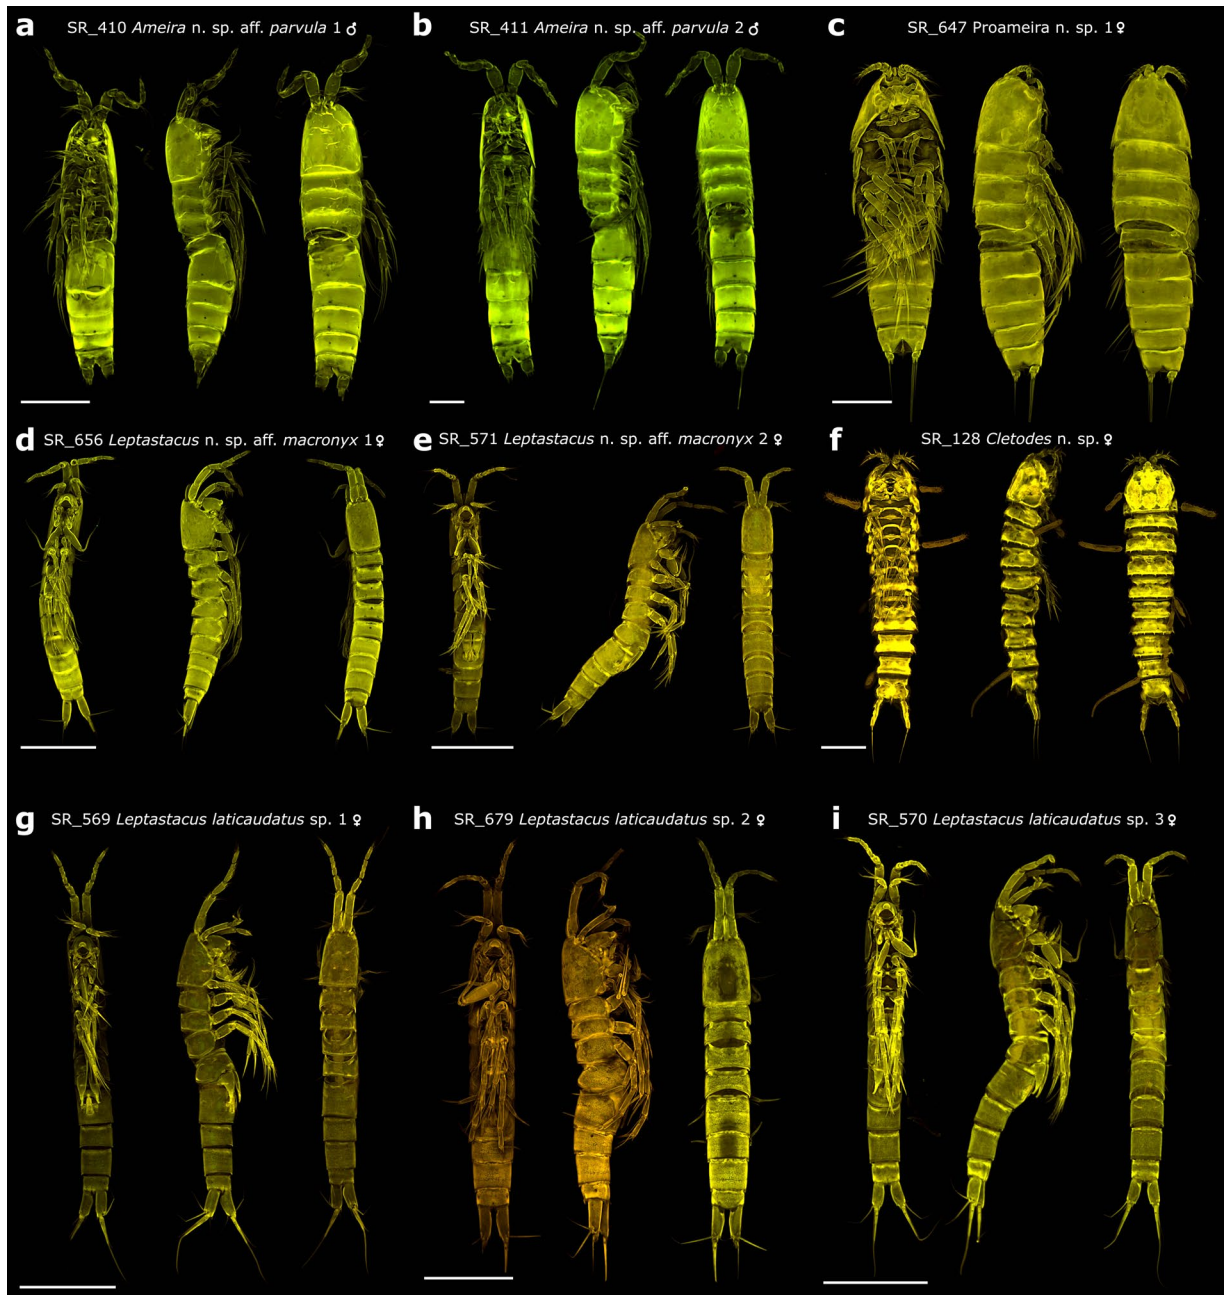 a SR_410 Ameira n. sp. aff. parvula 1 ♂
b SR_411 Ameira n. sp. aff. parvula 2 ♂
c SR_647 Proameira n. sp. 1 ♀
d SR_656 Leptastacus n. sp. aff. macronyx 1 ♀
e SR_571 Leptastacus n. sp. aff. macronyx 2 ♀
f SR_128 Cletodes n. sp. ♀
g SR_569 Leptastacus laticaudatus sp. 1 ♀
h SR_679 Leptastacus laticaudatus sp. 2 ♀
i SR_570 Leptastacus laticaudatus sp. 3 ♀